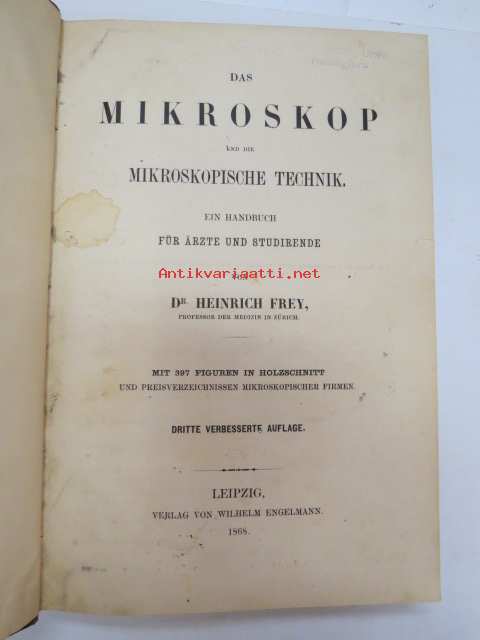 DAS
MIKROSKOP
UND DIE
MIKROSKOPISCHE TECHNIK.
EIN HANDBUCH
FÜR ÄRZTE UND STUDIRENDE
Antikvariaatti.net
VON
DR. HEINRICH FREY,
PROFESSOR DER MEDIZIN IN ZÜRICH.
MIT 397 FIGUREN IN HOLZSCHNITT
UND PREISVERZEICHNISSEN MIKROSKOPISCHER FIRMEN.
DRITTE VERBESSERTE AUFLAGE.
LEIPZIG,
VERLAG VON WILHELM ENGELMANN.
1868.